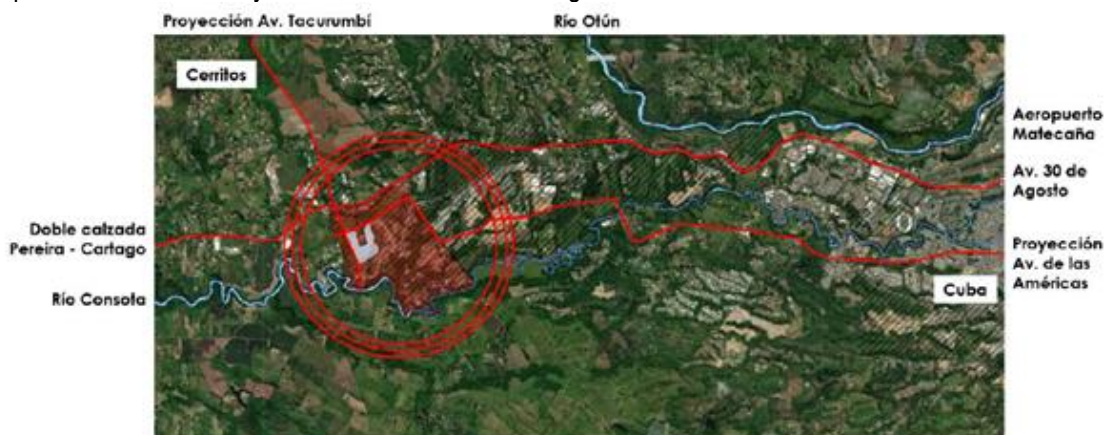 Proyección Av. Tacurumbí
Río Otún
Cerritos
Aeropuerto
Matecaña
Av. 30 de
Agosto
Doble calzada
Pereira - Cartago
Proyección
Av. de las
Américas
Río Consota
Cuba